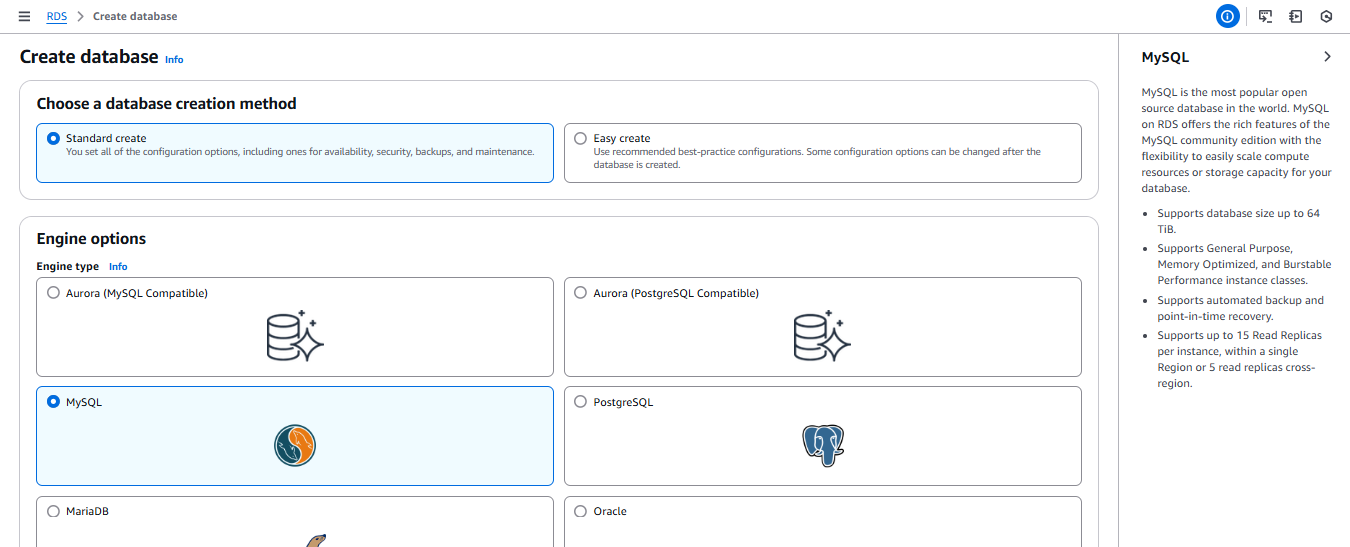 RDS > Create database
Create database Info
Choose a database creation method
Standard create
You set all of the configuration options, including ones for availability, security, backups, and maintenance.
Easy create
Use recommended best-practice configurations. Some configuration options can be changed after the
database is created.
Engine options
Engine type Info
Aurora (MySQL Compatible)
Aurora (PostgreSQL Compatible)
MySQL
PostgreSQL
MariaDB
Oracle
MySQL
MySQL is the most popular open
source database in the world. MySQL
on RDS offers the rich features of the
MySQL community edition with the
flexibility to easily scale compute
resources or storage capacity for your
database.
• Supports database size up to 64
TiB.
• Supports General Purpose,
Memory Optimized, and Burstable
Performance instance classes.
• Supports automated backup and
point-in-time recovery.
• Supports up to 15 Read Replicas
per instance, within a single
Region or 5 read replicas cross-
region.